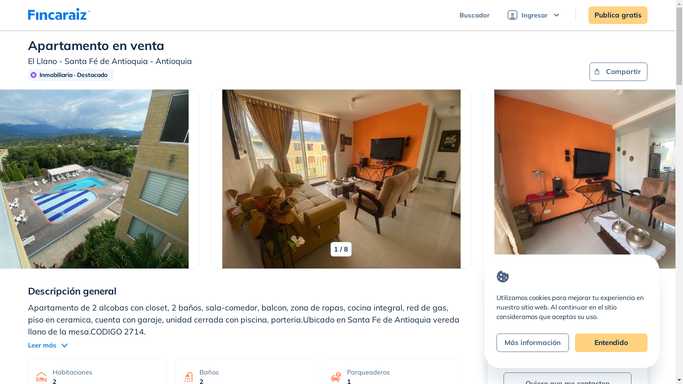 Fincaraiz
Buscador
Ingresar
Publica gratis
Apartamento en venta
El Llano - Santa Fé de Antioquia - Antioquia
Inmobiliaria · Destacado
Compartir
1 / 8
Descripción general
Apartamento de 2 alcobas con closet, 2 baños, sala-comedor, balcon, zona de ropas, cocina integral, red de gas,
piso en ceramica, cuenta con garaje, unidad cerrada con piscina, porteria.Ubicado en Santa Fe de Antioquia vereda
llano de la mesa.CODIGO 2714.
Leer más
Habitaciones
2
Baños
2
Parqueaderos
1
Utilizamos cookies para mejorar tu experiencia en
nuestro sitio web. Al continuar en el sitio
consideramos que aceptas su uso.
Más información
Entendido
Quiero que me contacten